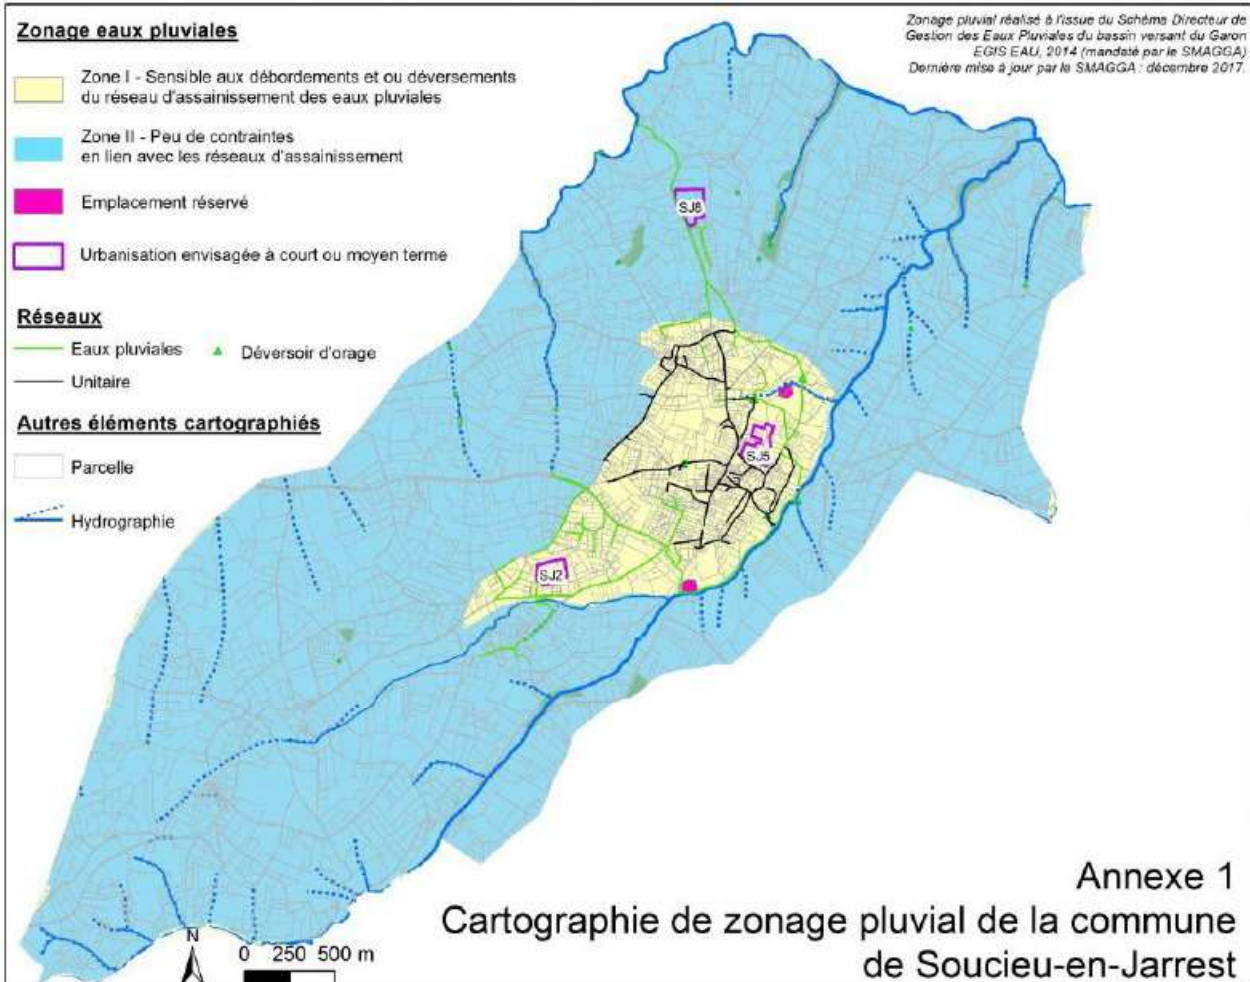 Zonage eaux pluviales
Zone I - Sensible aux débordements et ou déversements
du réseau d'assainissement des eaux pluviales
Zone II - Peu de contraintes
en lien avec les réseaux d'assainissement
Emplacement réservé
Urbanisation envisagée à court ou moyen terme
Réseaux
Eaux pluviales
Déversoir d'orage
Unitaire
Autres éléments cartographiés
Parcelle
Hydrographie
Zonage pluvial réalisé à l'issue du Schéma Directeur de
Gestion des Eaux Pluviales du bassin versant du Garon
EGIS EAU, 2014 (mandaté par le SMAGGA)
Dernière mise à jour par le SMAGGA : décembre 2017.
SJ6
SJ5
SJ2
N
0 250 500 m
Annexe 1
Cartographie de zonage pluvial de la commune
de Soucieu-en-Jarrest